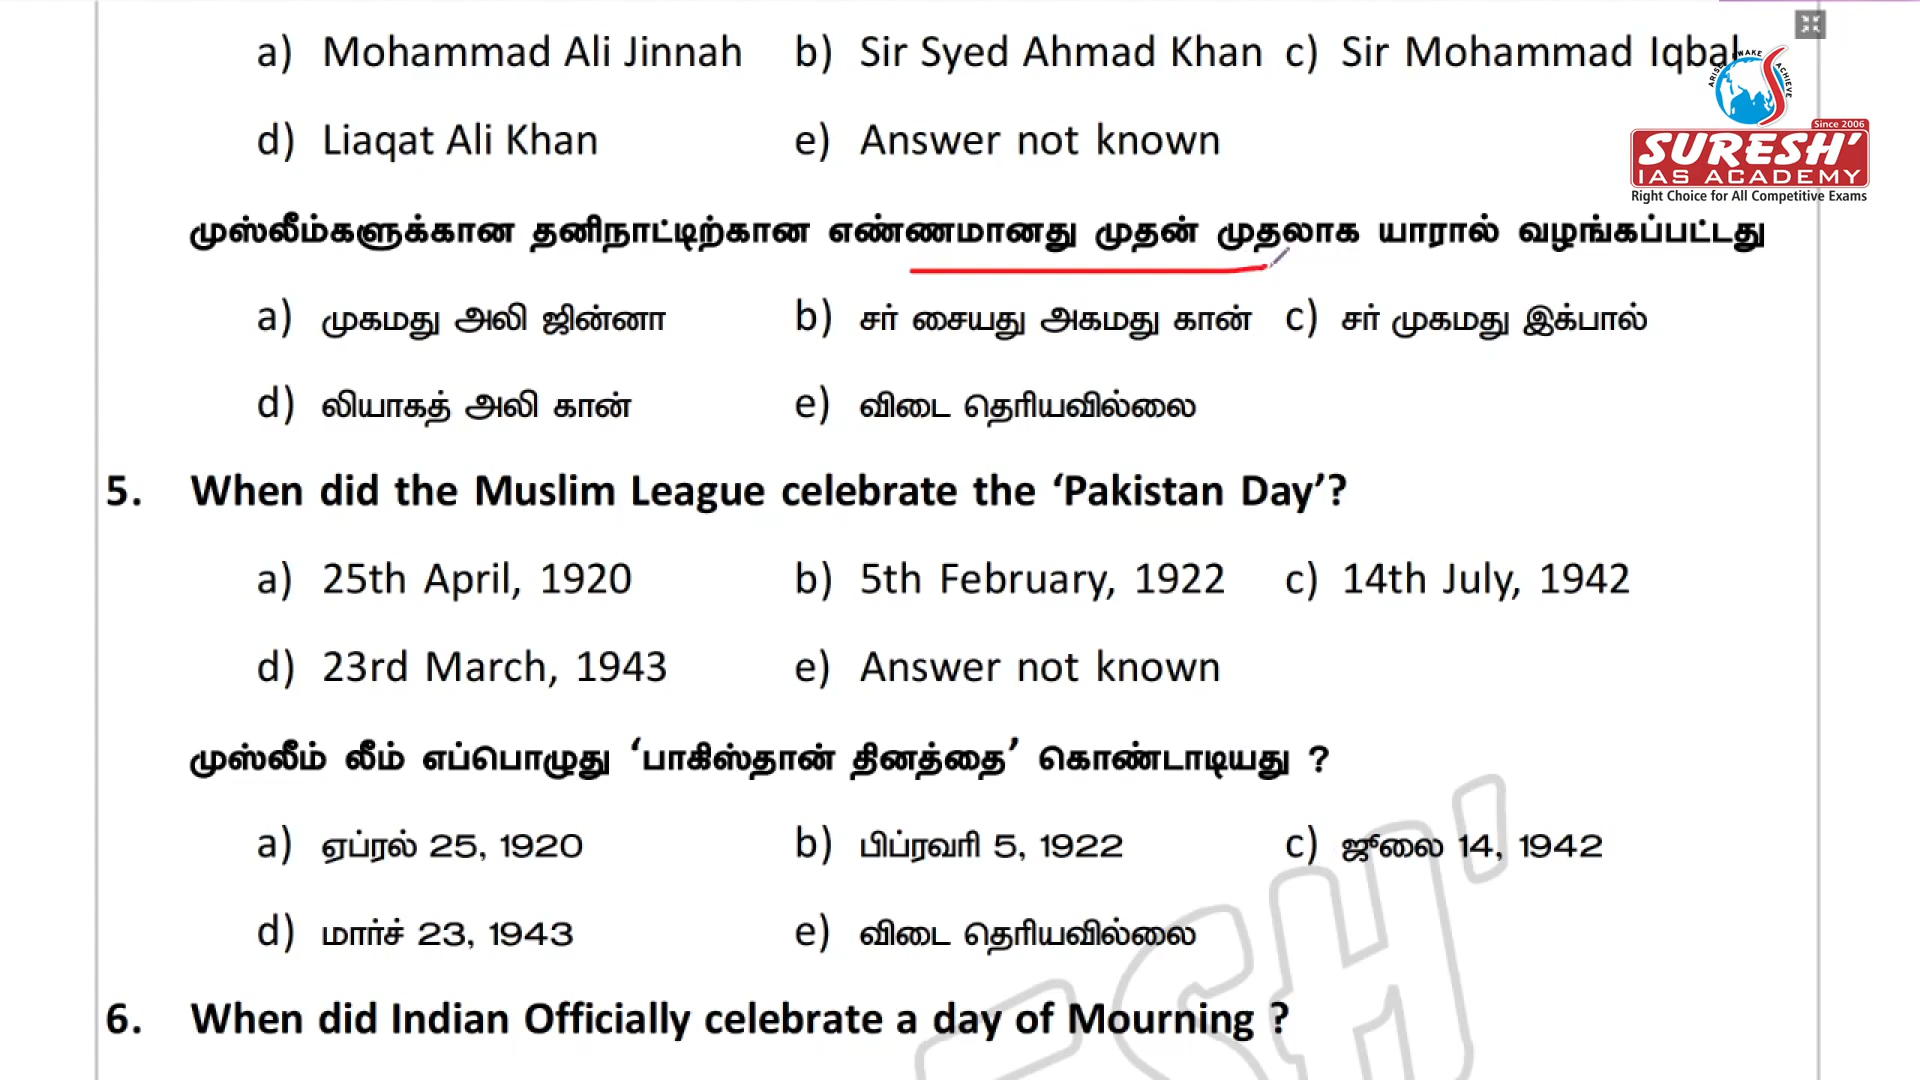 a) Mohammad Ali Jinnah b) Sir Syed Ahmad Khan c) Sir Mohammad Iqbal
d) Liaqat Ali Khan e) Answer not known
ARISE AWAKE ACHIEVE
Since 2006
SURESH'
IAS ACADEMY
Right Choice for All Competitive Exams
முஸ்லீம்களுக்கான தனிநாட்டிற்கான எண்ணமானது முதன் முதலாக யாரால் வழங்கப்பட்டது
a) முகமது அலி ஜின்னா b) சர் சையது அகமது கான் c) சர் முகமது இக்பால்
d) லியாகத் அலி கான் e) விடை தெரியவில்லை
5. When did the Muslim League celebrate the ‘Pakistan Day’?
a) 25th April, 1920 b) 5th February, 1922 c) 14th July, 1942
d) 23rd March, 1943 e) Answer not known
முஸ்லீம் லீம் எப்பொழுது ‘பாகிஸ்தான் தினத்தை’ கொண்டாடியது ?
a) ஏப்ரல் 25, 1920 b) பிப்ரவரி 5, 1922 c) ஜூலை 14, 1942
d) மார்ச் 23, 1943 e) விடை தெரியவில்லை
6. When did Indian Officially celebrate a day of Mourning ?